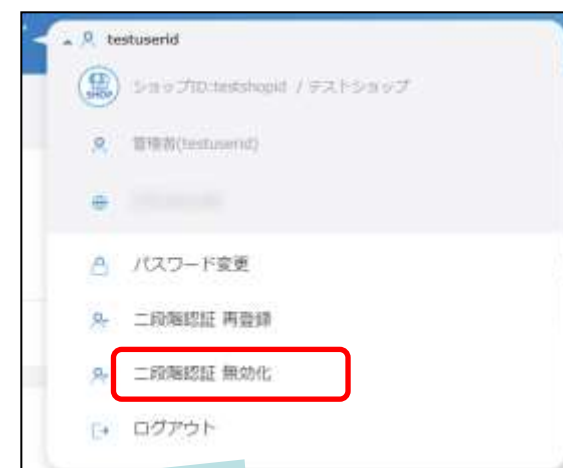 testuserid
SHOP
ショップID:testshopid / テストショップ
管理者(testuserid)
パスワード変更
二段階認証 再登録
二段階認証 無効化
ログアウト